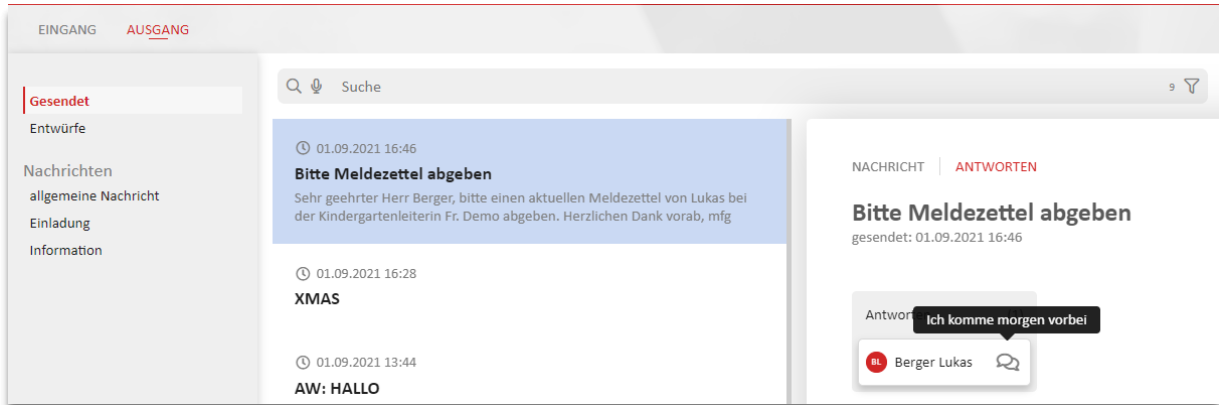 EINGANG AUSGANG
Gesendet
Entwürfe
Nachrichten
allgemeine Nachricht
Einladung
Information
Suche
9
01.09.2021 16:46
Bitte Meldezettel abgeben
Sehr geehrter Herr Berger, bitte einen aktuellen Meldezettel von Lukas bei
der Kindergartenleiterin Fr. Demo abgeben. Herzlichen Dank vorab, mfg
01.09.2021 16:28
XMAS
01.09.2021 13:44
AW: HALLO
NACHRICHT ANTWORTEN
Bitte Meldezettel abgeben
gesendet: 01.09.2021 16:46
Ich komme morgen vorbei
BL Berger Lukas